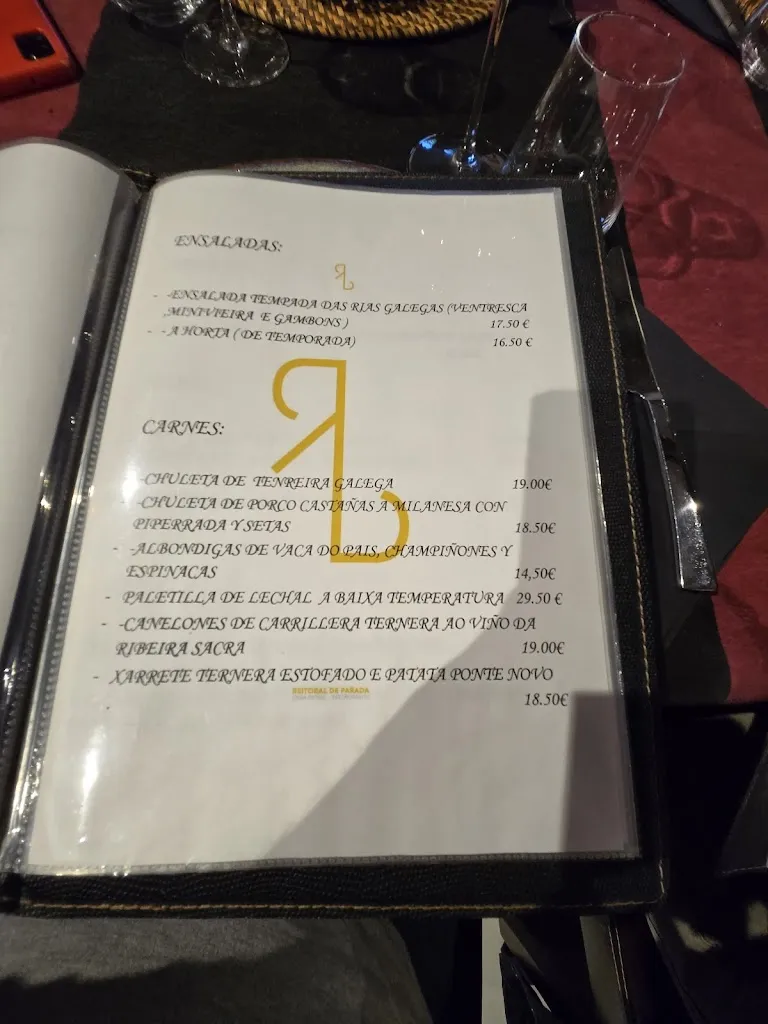 ENSALADAS:
- -ENSALADA TEMPADA DAS RIAS GALEGAS (VENTRESCA
,MINIVIEIRA E GAMBONS ) 17.50 €
- - A HORTA ( DE TEMPORADA) 16.50 €
CARNES:
-CHULETA DE TENREIRA GALEGA 19.00€
- -CHULETA DE PORCO CASTAÑAS A MILANESA CON
PIPERRADA Y SETAS 18.50€
- -ALBONDIGAS DE VACA DO PAIS, CHAMPIÑONES Y
ESPINACAS 14,50€
- PALETILLA DE LECHAL A BAIXA TEMPERATURA 29.50 €
- -CANELONES DE CARRILLERA TERNERA AO VIÑO DA
RIBEIRA SACRA 19.00€
- XARRETE TERNERA ESTOFADO E PATATA PONTE NOVO
REITORAL DE PARADA
18.50€